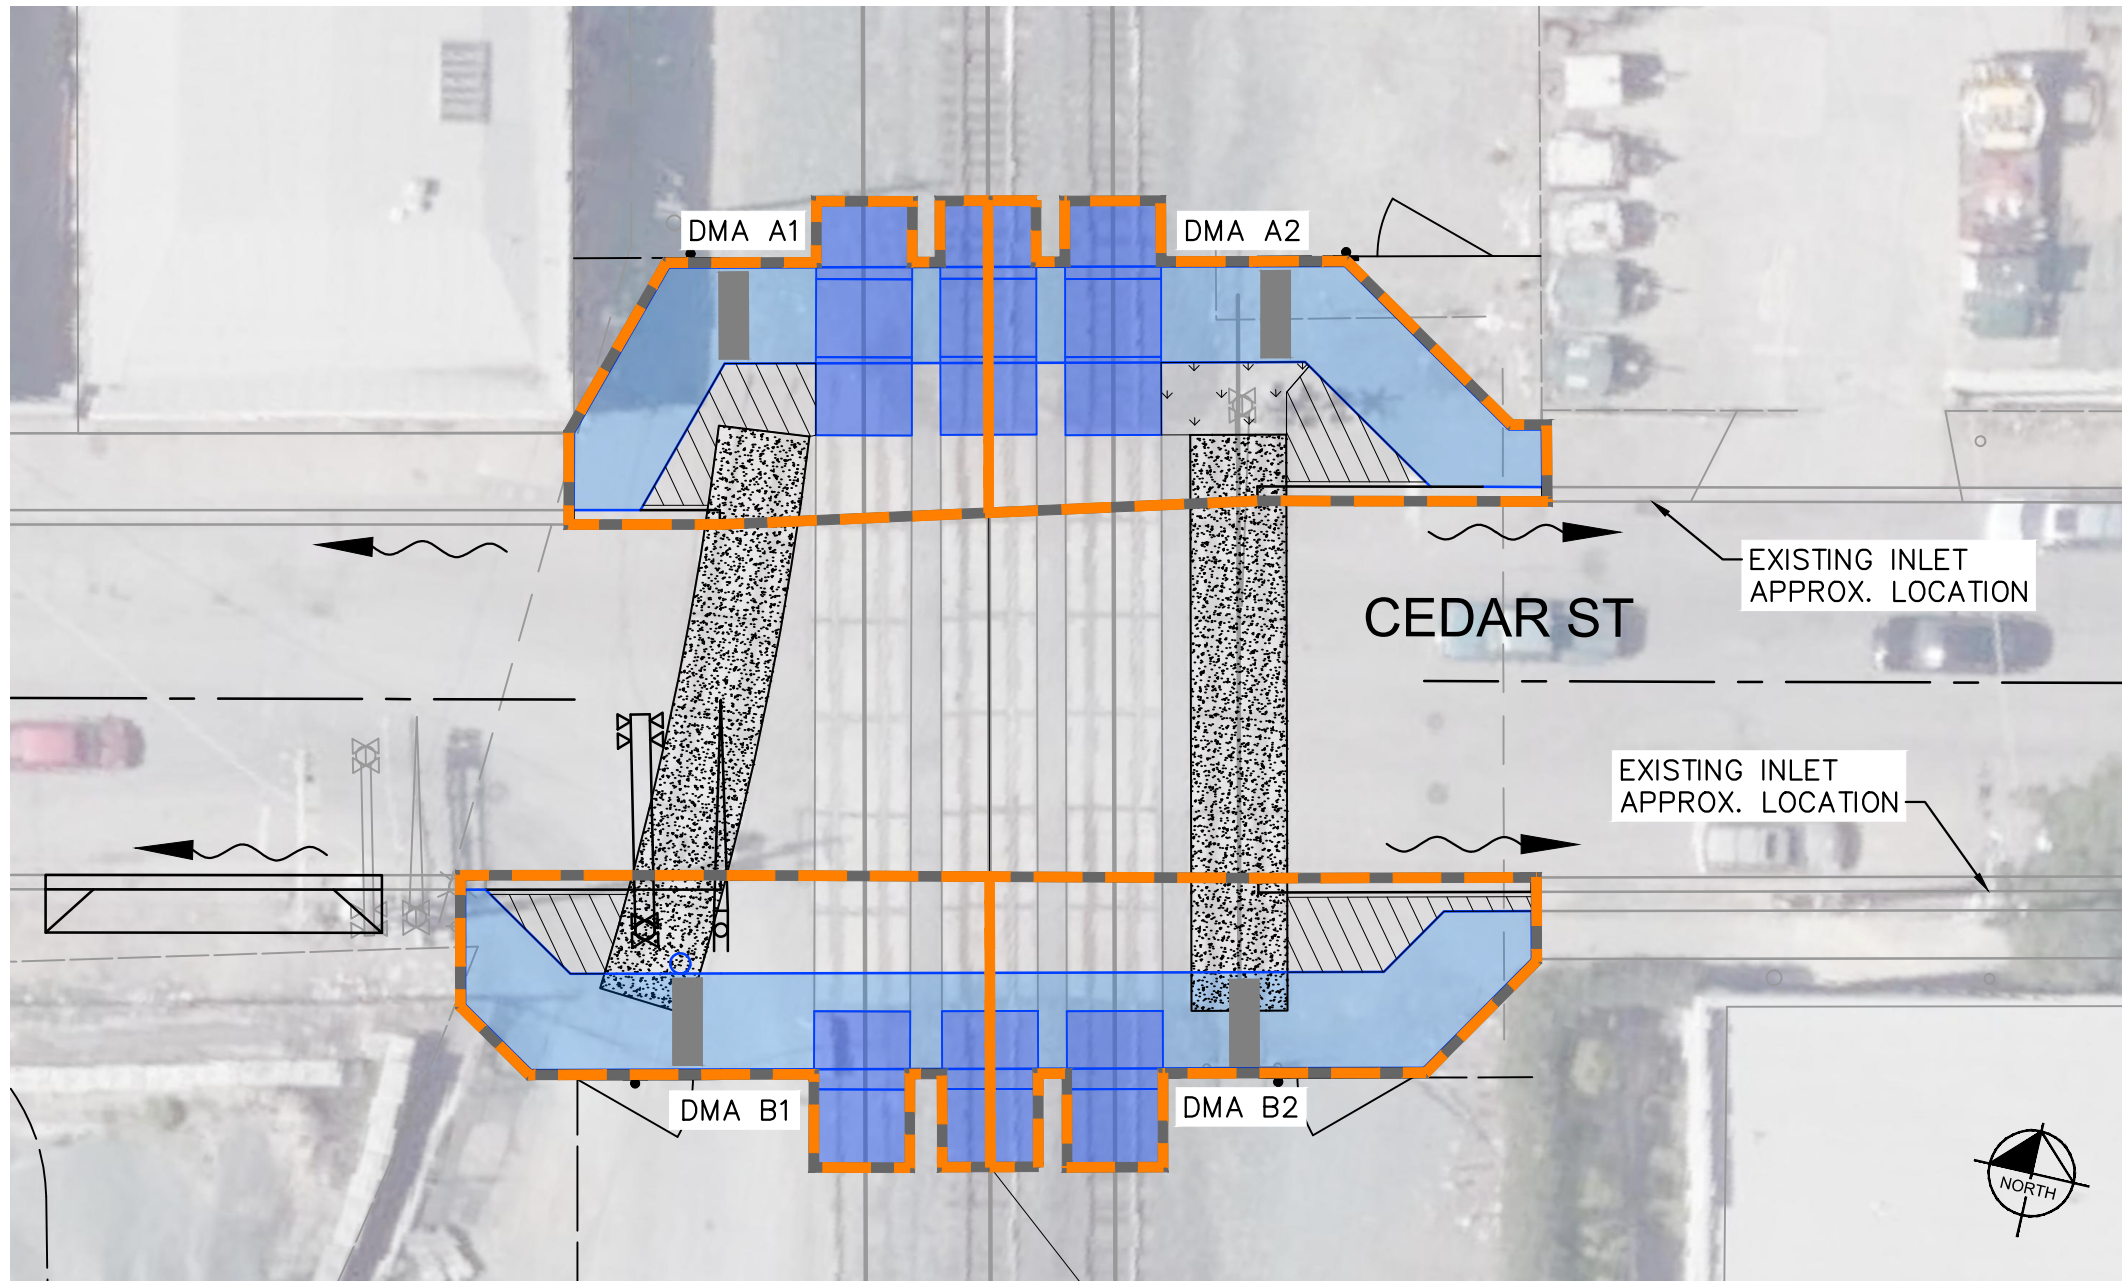 DMA A1
DMA A2
EXISTING INLET
APPROX. LOCATION
CEDAR ST
EXISTING INLET
APPROX. LOCATION
DMA B1
DMA B2
NORTH